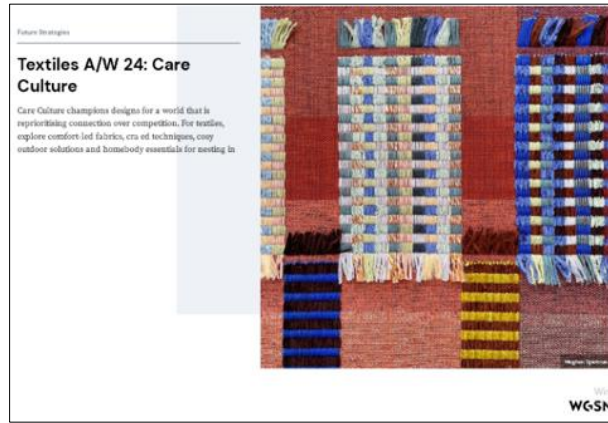 Future Strategies
Textiles A/W 24: Care
Culture
Care Culture champions designs for a world that is
reprioritising connection over competition. For textiles,
explore comfort-led fabrics, cra ed techniques, cosy
outdoor solutions and homebody essentials for nesting in
WGSN